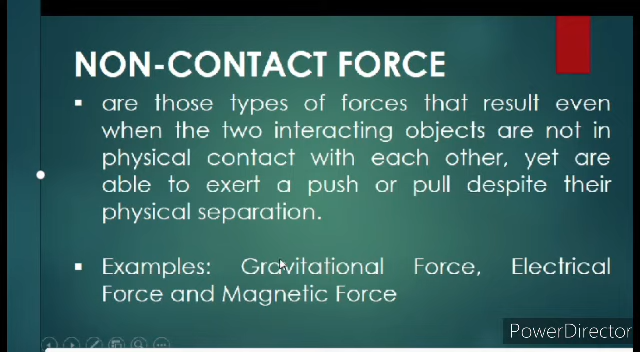 NON-CONTACT FORCE
▪ are those types of forces that result even
when the two interacting objects are not in
physical contact with each other, yet are
able to exert a push or pull despite their
physical separation.
▪ Examples: Gravitational Force, Electrical
Force and Magnetic Force
PowerDirector